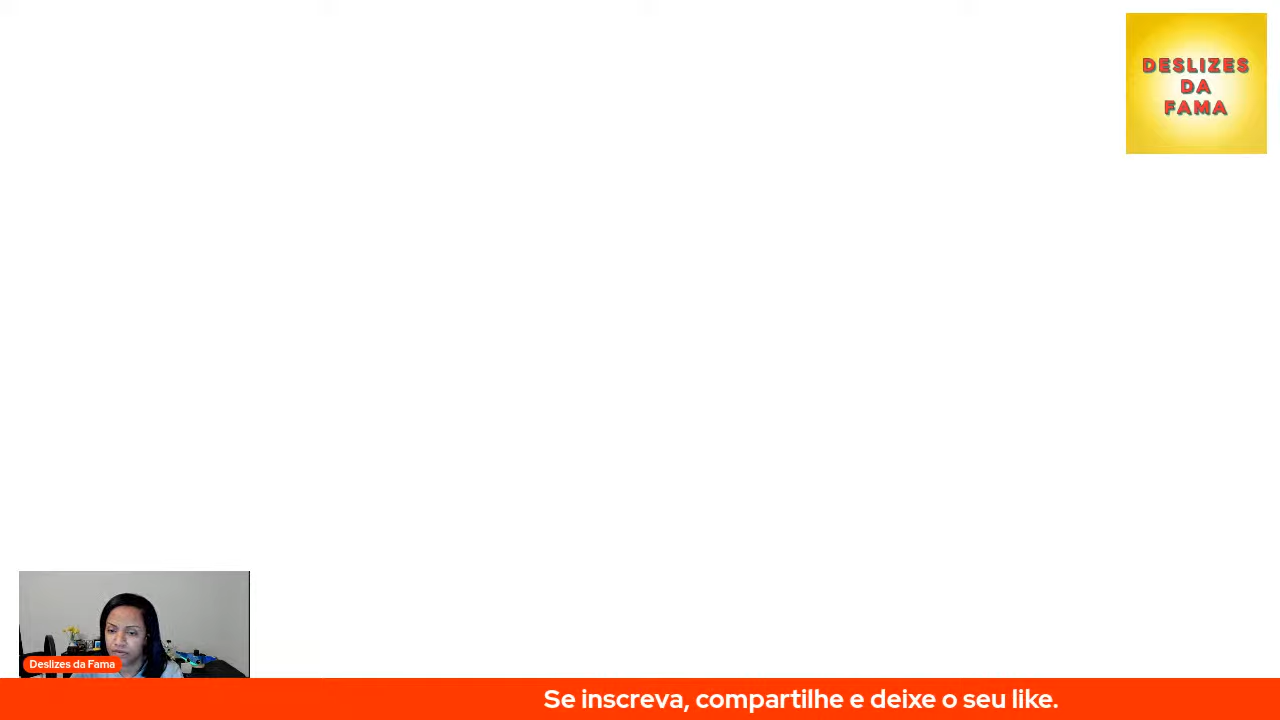 DESLIZES
DA
FAMA
Deslizes da Fama
Se inscreva, compartilhe e deixe o seu like.